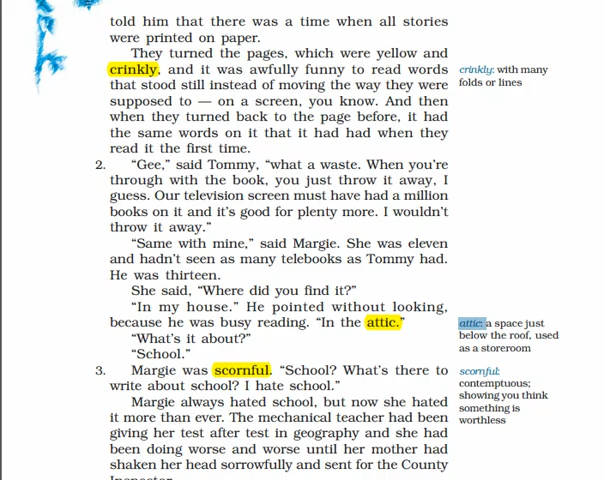 told him that there was a time when all stories
were printed on paper.
They turned the pages, which were yellow and
crinkly, and it was awfully funny to read words
that stood still instead of moving the way they were
supposed to — on a screen, you know. And then
when they turned back to the page before, it had
the same words on it that it had had when they
read it the first time.
crinkly: with many
folds or lines
2. “Gee,” said Tommy, “what a waste. When you're
through with the book, you just throw it away, I
guess. Our television screen must have had a million
books on it and it's good for plenty more. I wouldn't
throw it away.”
“Same with mine,” said Margie. She was eleven
and hadn't seen as many telebooks as Tommy had.
He was thirteen.
She said, “Where did you find it?”
“In my house.” He pointed without looking,
because he was busy reading. “In the attic.”
“What's it about?”
“School.”
attic: a space just
below the roof, used
as a storeroom
3. Margie was scornful. “School? What's there to
write about school? I hate school.”
Margie always hated school, but now she hated
it more than ever. The mechanical teacher had been
giving her test after test in geography and she had
been doing worse and worse until her mother had
shaken her head sorrowfully and sent for the County
scornful:
contemptuous;
showing you think
something is
worthless